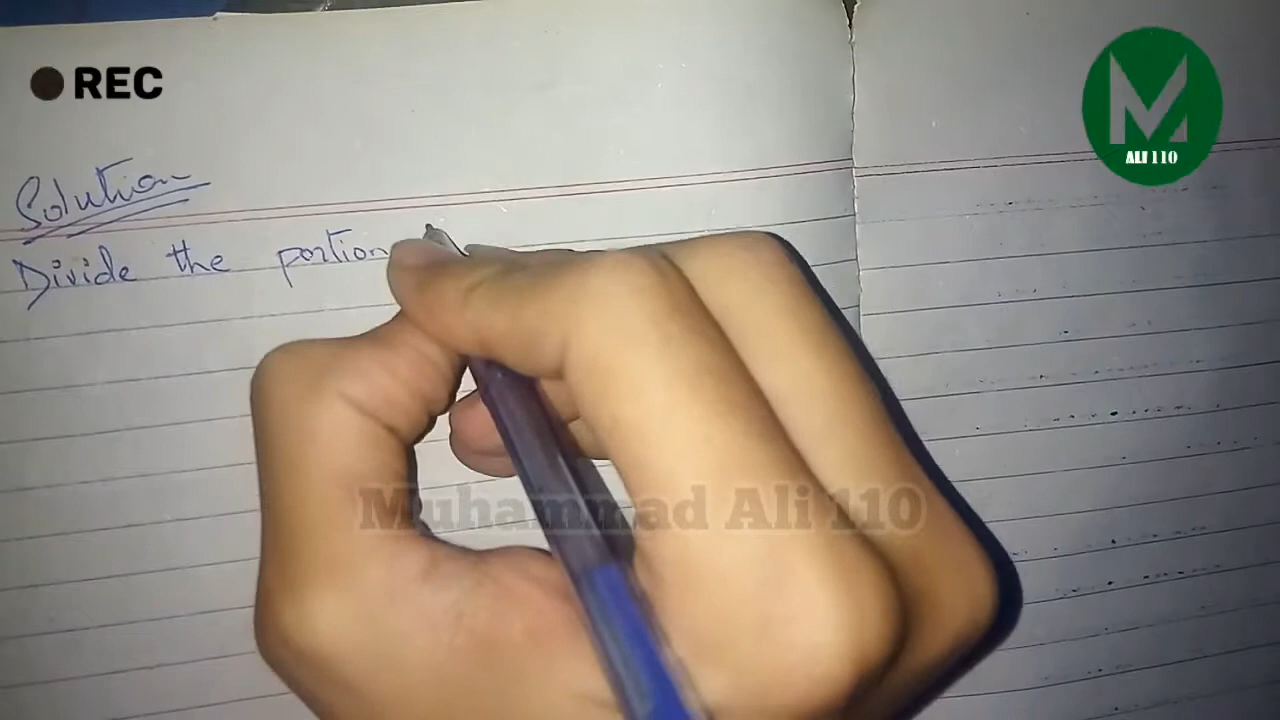 REC
M
ALI 110
Solution
Divide the portion
Muhammad Ali 110